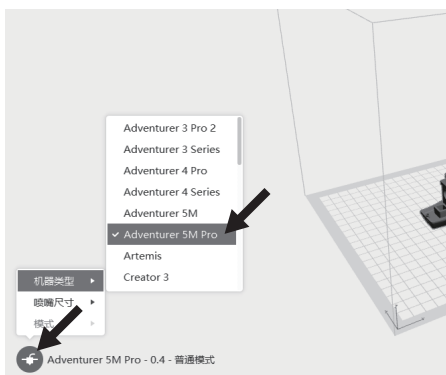 Adventurer 3 Pro 2
Adventurer 3 Series
Adventurer 4 Pro
Adventurer 4 Series
Adventurer 5M
Adventurer 5M Pro
Artemis
Creator 3
机器类型
喷嘴尺寸
模式
Adventurer 5M Pro - 0.4 - 普通模式